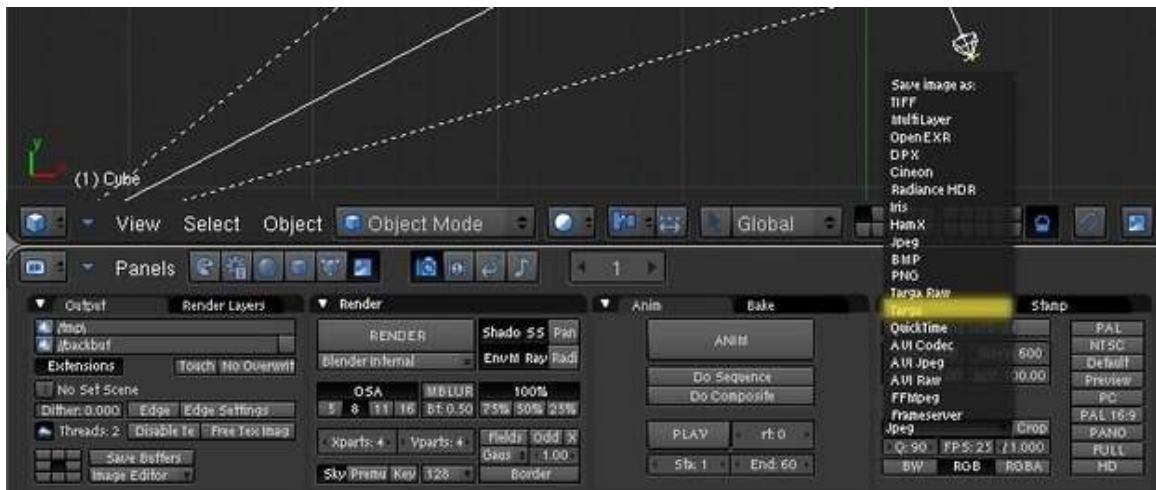 y
(1) Cube
View Select Object Object Mode Global
Panels 1
Save image as:
TIFF
MultiLayer
OpenEXR
DPX
Cineon
Radiance HDR
Iris
HamX
Jpeg
BMP
PNG
Targa Raw
Targa
QuickTime
AVI Codec
AVI Jpeg
AVI Raw
FFMpeg
Frameserver
Jpeg
Crop
Q: 90 FPS: 25 /1.000
BW RGB RGBA
Output Render Layers
/tmp\
//backbuf
Extensions Touch No Overwrit
No Set Scene
Dither: 0.000 Edge Edge Settings
Threads: 2 Disable Te Free Tex Imag
Save Buffers
Image Editor
Render
RENDER
Blender Internal
Shado SS Pan
EnvM Ray Radi
OSA MBLUR 100%
5 8 11 16 Bf: 0.50 75% 50% 25%
Xparts: 4 Yparts: 4 Fields Odd X
Gaus 1.00
Sky Premu Key 128 Border
Anim Bake
ANIM
Do Sequence
Do Composite
PLAY rt: 0
Sta: 1 End: 60
Stamp
600
100.00
PAL
NTSC
Default
Preview
PC
PAL 16:9
PANO
FULL
HD